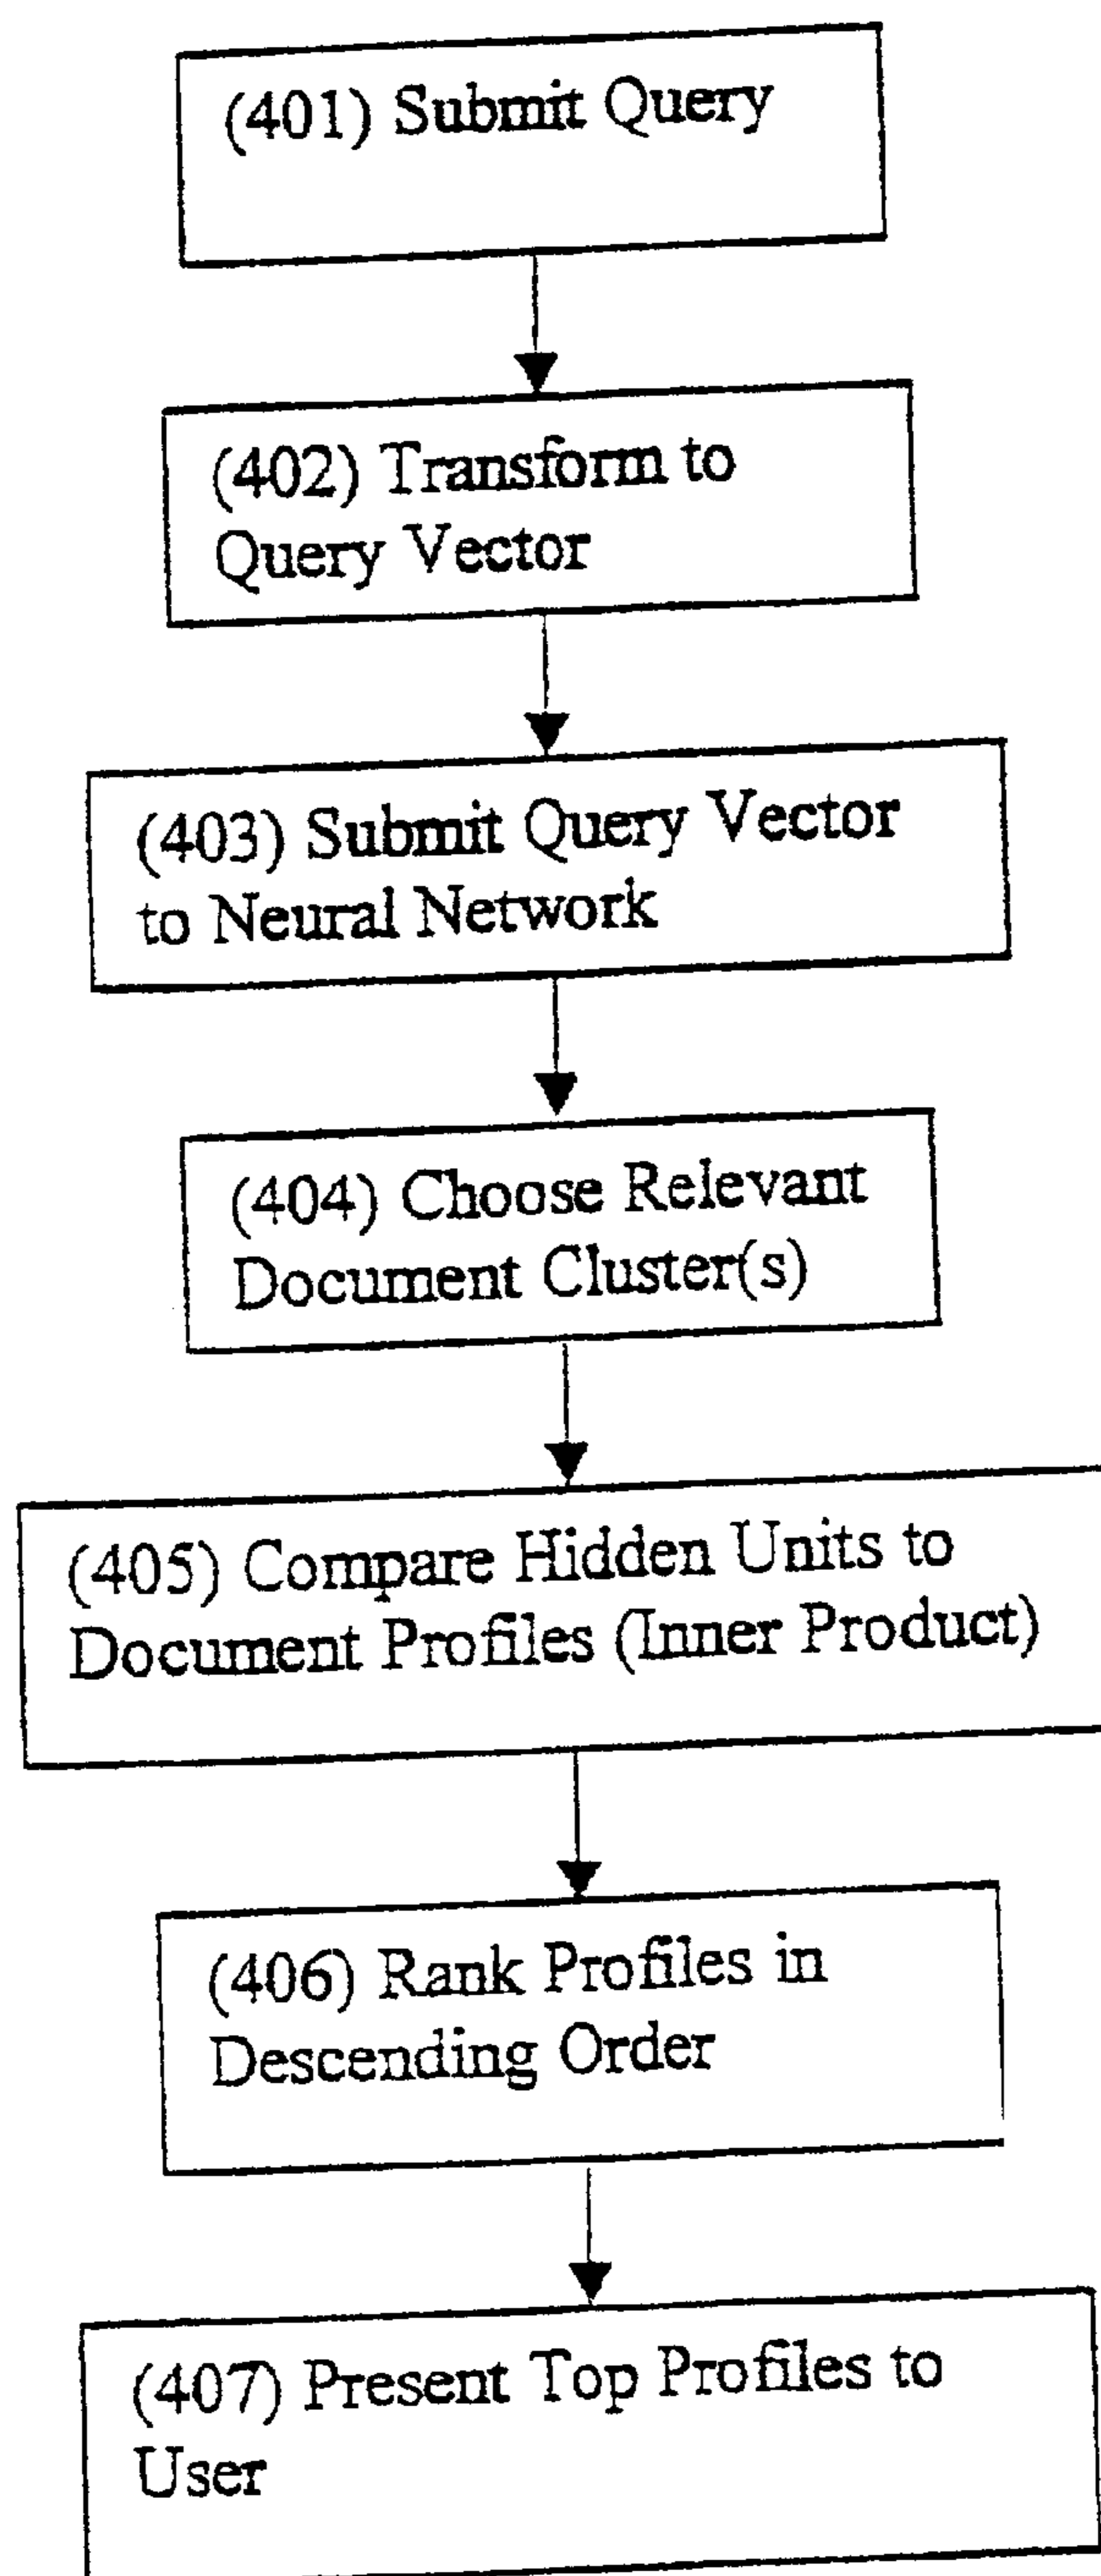 (401) Submit Query
(402) Transform to
Query Vector
(403) Submit Query Vector
to Neural Network
(404) Choose Relevant
Document Cluster(s)
(405) Compare Hidden Units to
Document Profiles (Inner Product)
(406) Rank Profiles in
Descending Order
(407) Present Top Profiles to
User